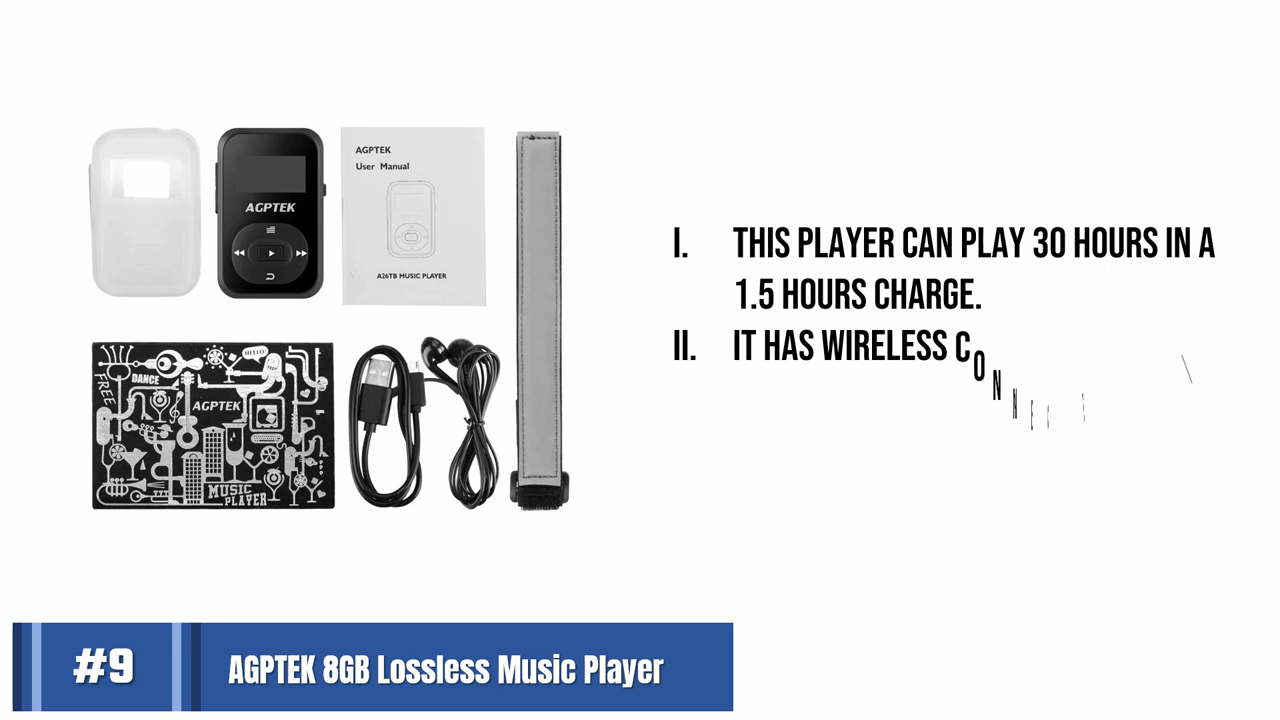 AGPTEK
User Manual
A26TB MUSIC PLAYER
AGPTEK
HELLO!
FREE
DANCE
AGPTEK
MUSIC
PLAYER
I. THIS PLAYER CAN PLAY 30 HOURS IN A
1.5 HOURS CHARGE.
II. IT HAS WIRELESS CONNE
#9
AGPTEK 8GB Lossless Music Player